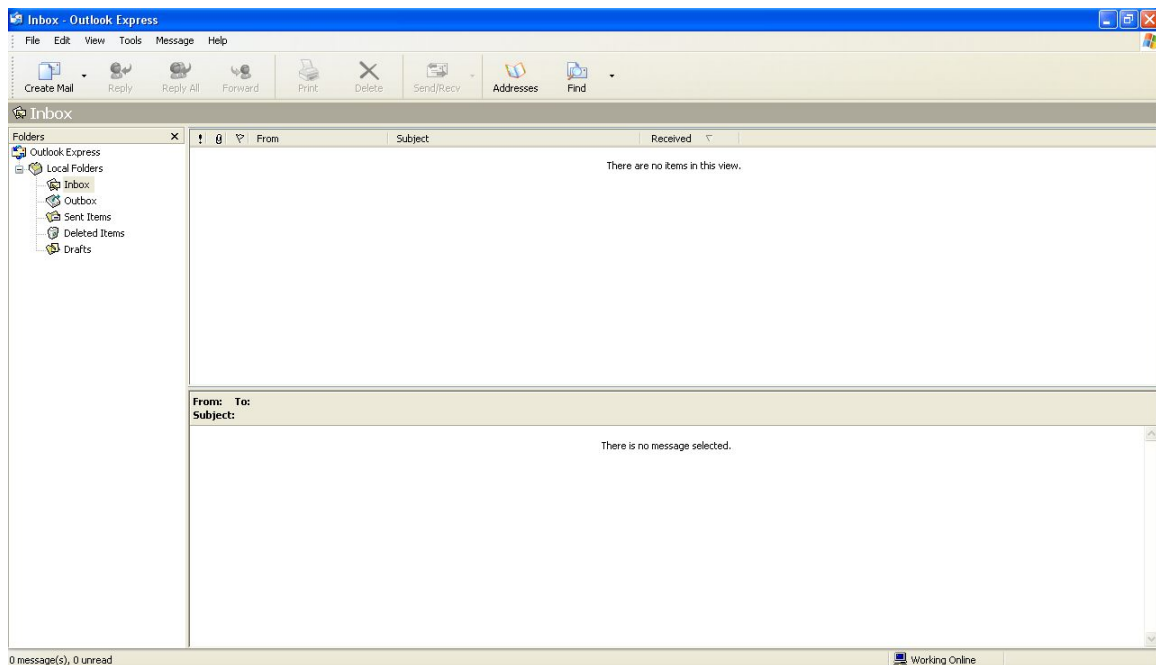 Inbox - Outlook Express
File Edit View Tools Message Help
Create Mail Reply Reply All Forward Print Delete Send/Recv Addresses Find
Inbox
Folders
! From Subject Received
Outlook Express
There are no items in this view.
Local Folders
Inbox
Outbox
Sent Items
Deleted Items
Drafts
From: To:
Subject:
There is no message selected.
0 message(s), 0 unread
Working Online